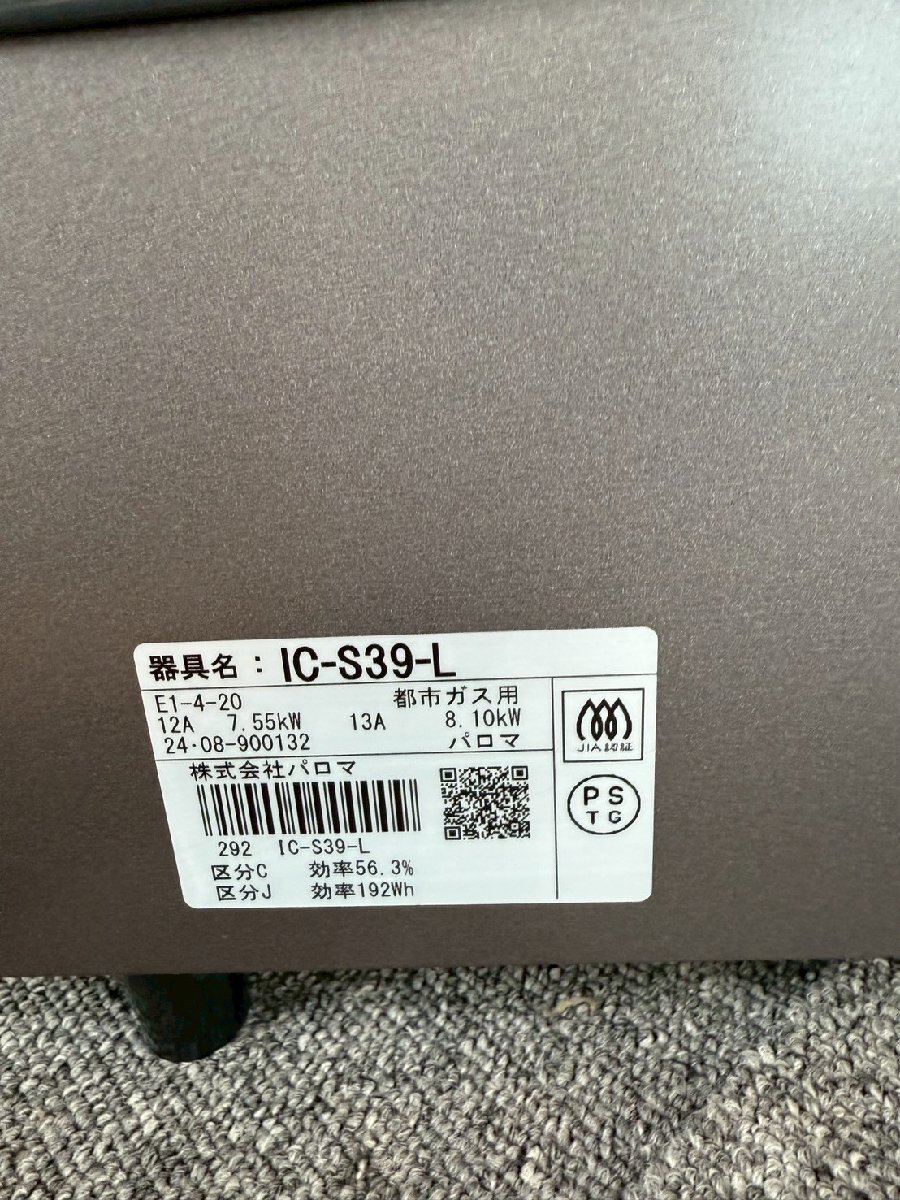 器具名：IC-S39-L
E1-4-20 都市ガス用
12A 7.55kW 13A 8.10kW
24・08-900132 パロマ
JIA認証
株式会社パロマ
PS
TG
292 IC-S39-L
区分C 効率56.3%
区分J 効率192Wh